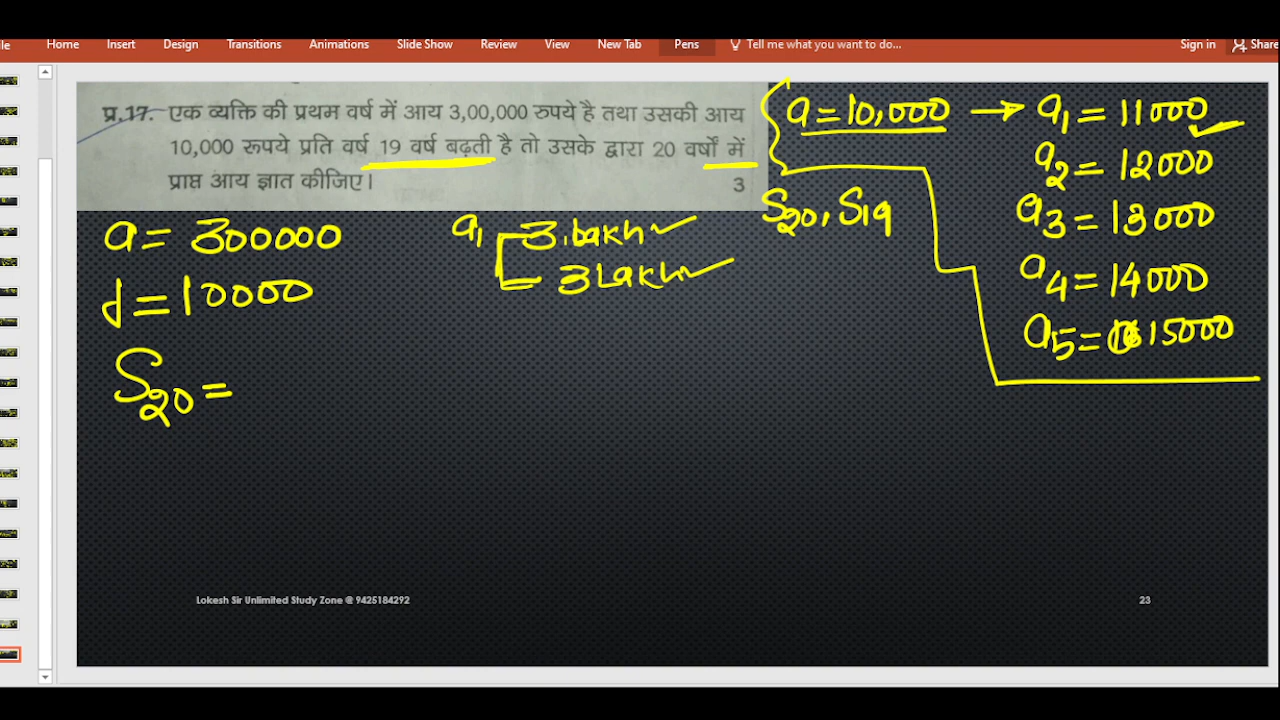 File Home Insert Design Transitions Animations Slide Show Review View New Tab Pens Tell me what you want to do... Sign in Share
प्र.17. एक व्यक्ति की प्रथम वर्ष में आय 3,00,000 रुपये है तथा उसकी आय
10,000 रूपये प्रति वर्ष 19 वर्ष बढ़ती है तो उसके द्वारा 20 वर्षों में
प्राप्त आय ज्ञात कीजिए। 3
a = 10,000 → a1 = 11000
a2 = 12000
S20, S19
a3 = 13000
a4 = 14000
a5 = 15000
a = 300000
a1 3 Lakh
3 Lakh
d = 10000
S20 =
Lokesh Sir Unlimited Study Zone @ 9425184292
23